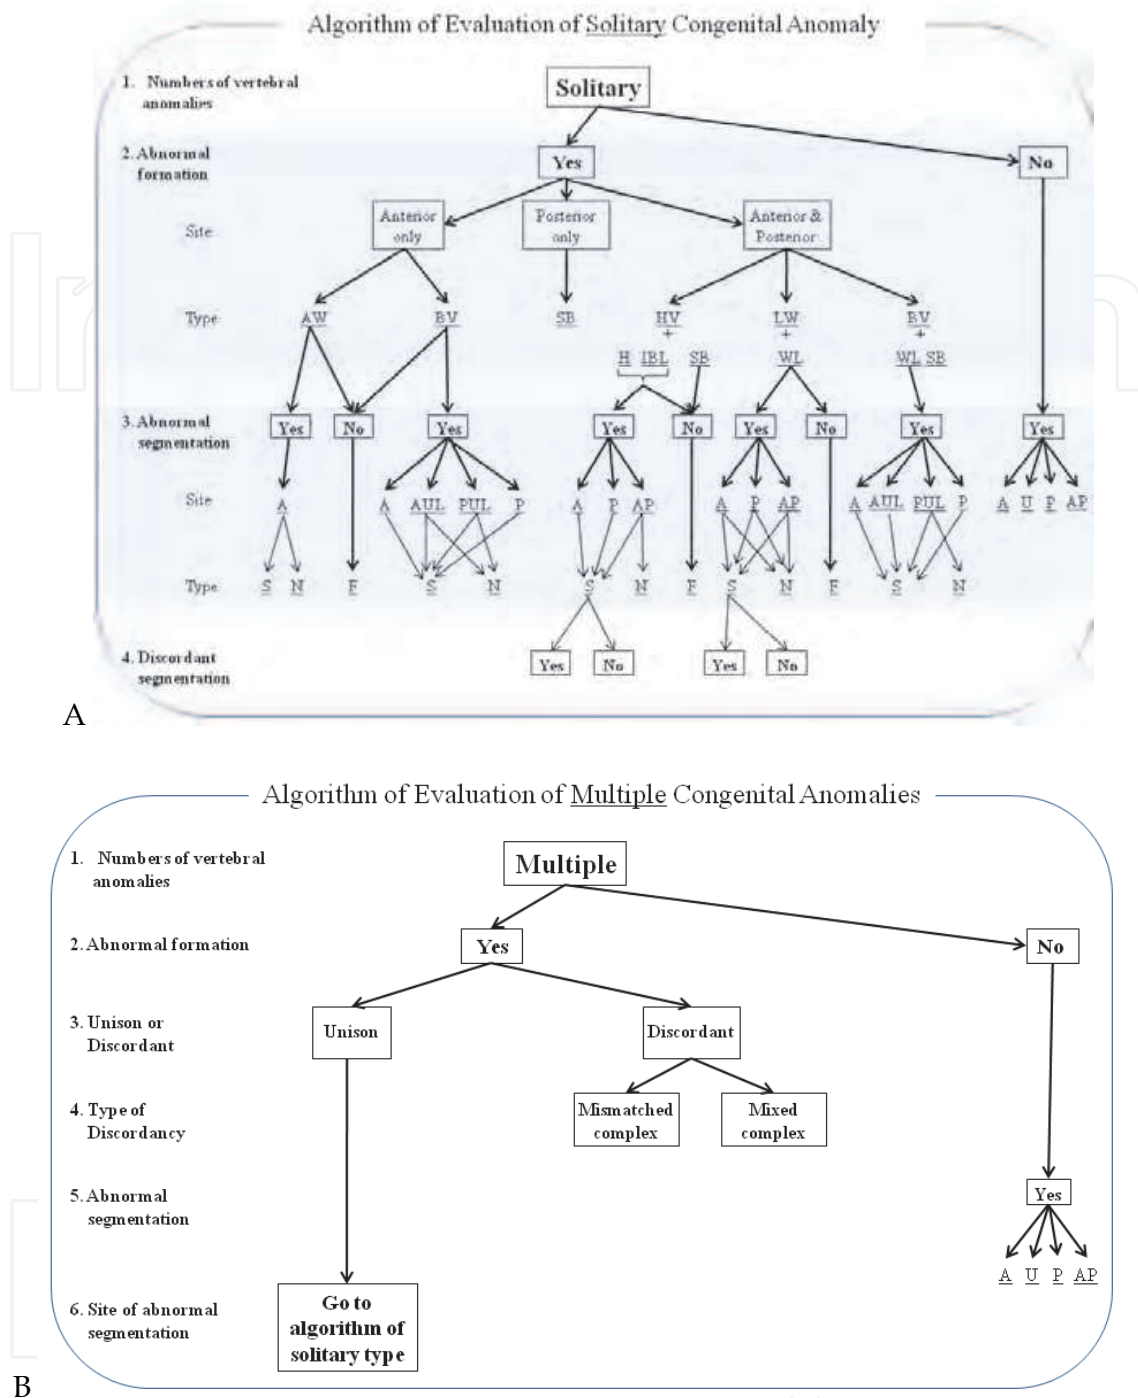 Algorithm of Evaluation of Solitary Congenital Anomaly
1. Numbers of vertebral
anomalies
Solitary
2. Abnormal
formation
Yes
No
Site
Anterior
only
Posterior
only
Anterior &
Posterior
Type
AW
BV
SB
HV
+
LW
+
BV
+
H IBL
SB
WL
WL SB
3. Abnormal
segmentation
Yes
No
Yes
Yes
No
Yes
No
Yes
Yes
Site
A
A AUL PUL P
A P AP
A P AP
A AUL PUL P
A U P AP
Type
S N
F
S N
S N
F
S N
F
S N
4. Discordant
segmentation
Yes
No
Yes
No
A
Algorithm of Evaluation of Multiple Congenital Anomalies
1. Numbers of vertebral
anomalies
Multiple
2. Abnormal formation
Yes
No
3. Unison or
Discordant
Unison
Discordant
4. Type of
Discordancy
Mismatched
complex
Mixed
complex
5. Abnormal
segmentation
Yes
A U P AP
6. Site of abnormal
segmentation
Go to
algorithm of
solitary type
B